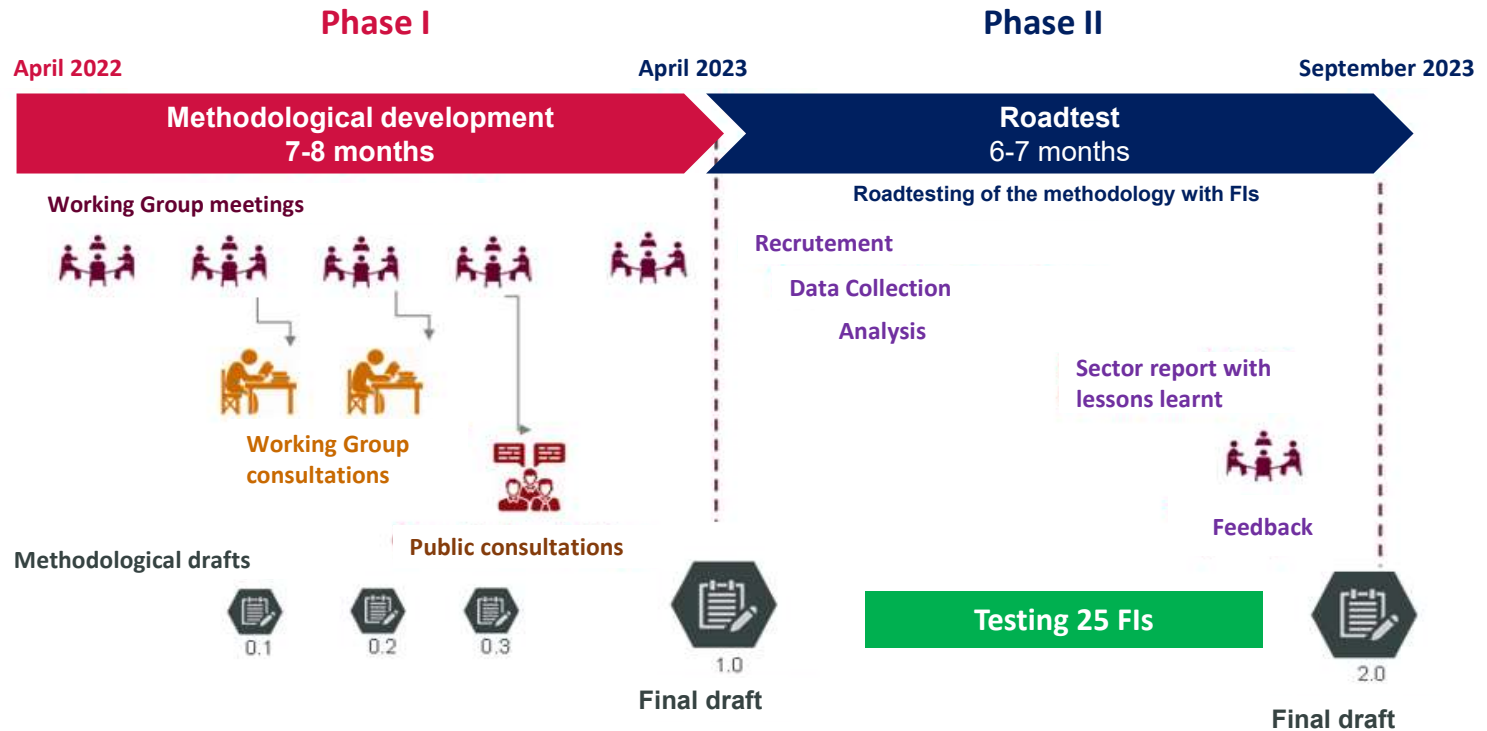 Phase I
Phase II
April 2022
April 2023
September 2023
Methodological development
7-8 months
Roadtest
6-7 months
Working Group meetings
Roadtesting of the methodology with FIs
Recrutement
Data Collection
Analysis
Sector report with
lessons learnt
Working Group
consultations
Feedback
Public consultations
Methodological drafts
0.1
0.2
0.3
1.0
Testing 25 FIs
2.0
Final draft
Final draft